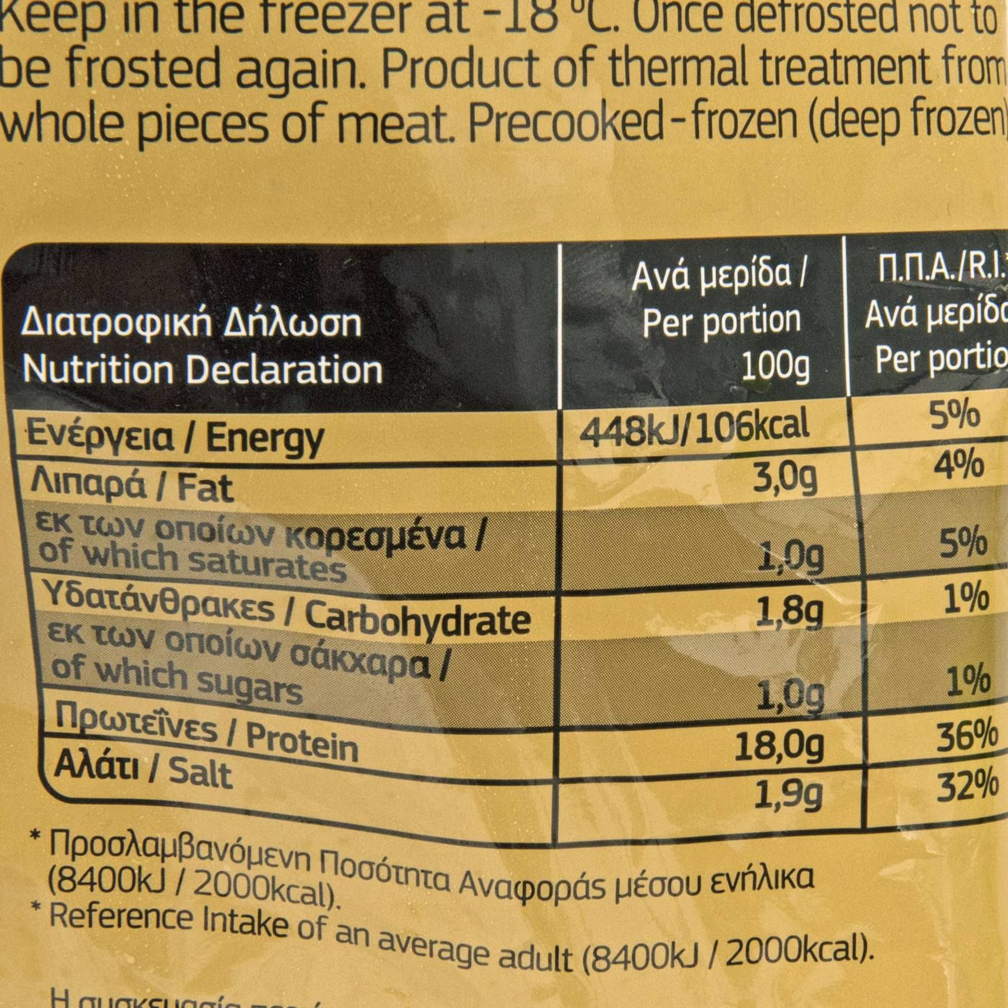 Keep in the freezer at -18 °C. Once defrosted not to
be frosted again. Product of thermal treatment from
whole pieces of meat. Precooked - frozen (deep frozen
Διατροφική Δήλωση
Nutrition Declaration
Ανά μερίδα /
Per portion
100g
Π.Π.Α./R.I.*
Ανά μερίδα
Per portio
Ενέργεια / Energy 448kJ/106kcal 5%
Λιπαρά / Fat 3,0g 4%
εκ των οποίων κορεσμένα /
of which saturates 1,0g 5%
Υδατάνθρακες / Carbohydrate 1,8g 1%
εκ των οποίων σάκχαρα /
of which sugars 1,0g 1%
Πρωτεΐνες / Protein 18,0g 36%
Αλάτι / Salt 1,9g 32%
* Προσλαμβανόμενη Ποσότητα Αναφοράς μέσου ενήλικα
(8400kJ / 2000kcal).
* Reference Intake of an average adult (8400kJ / 2000kcal).
Η συσκευασία